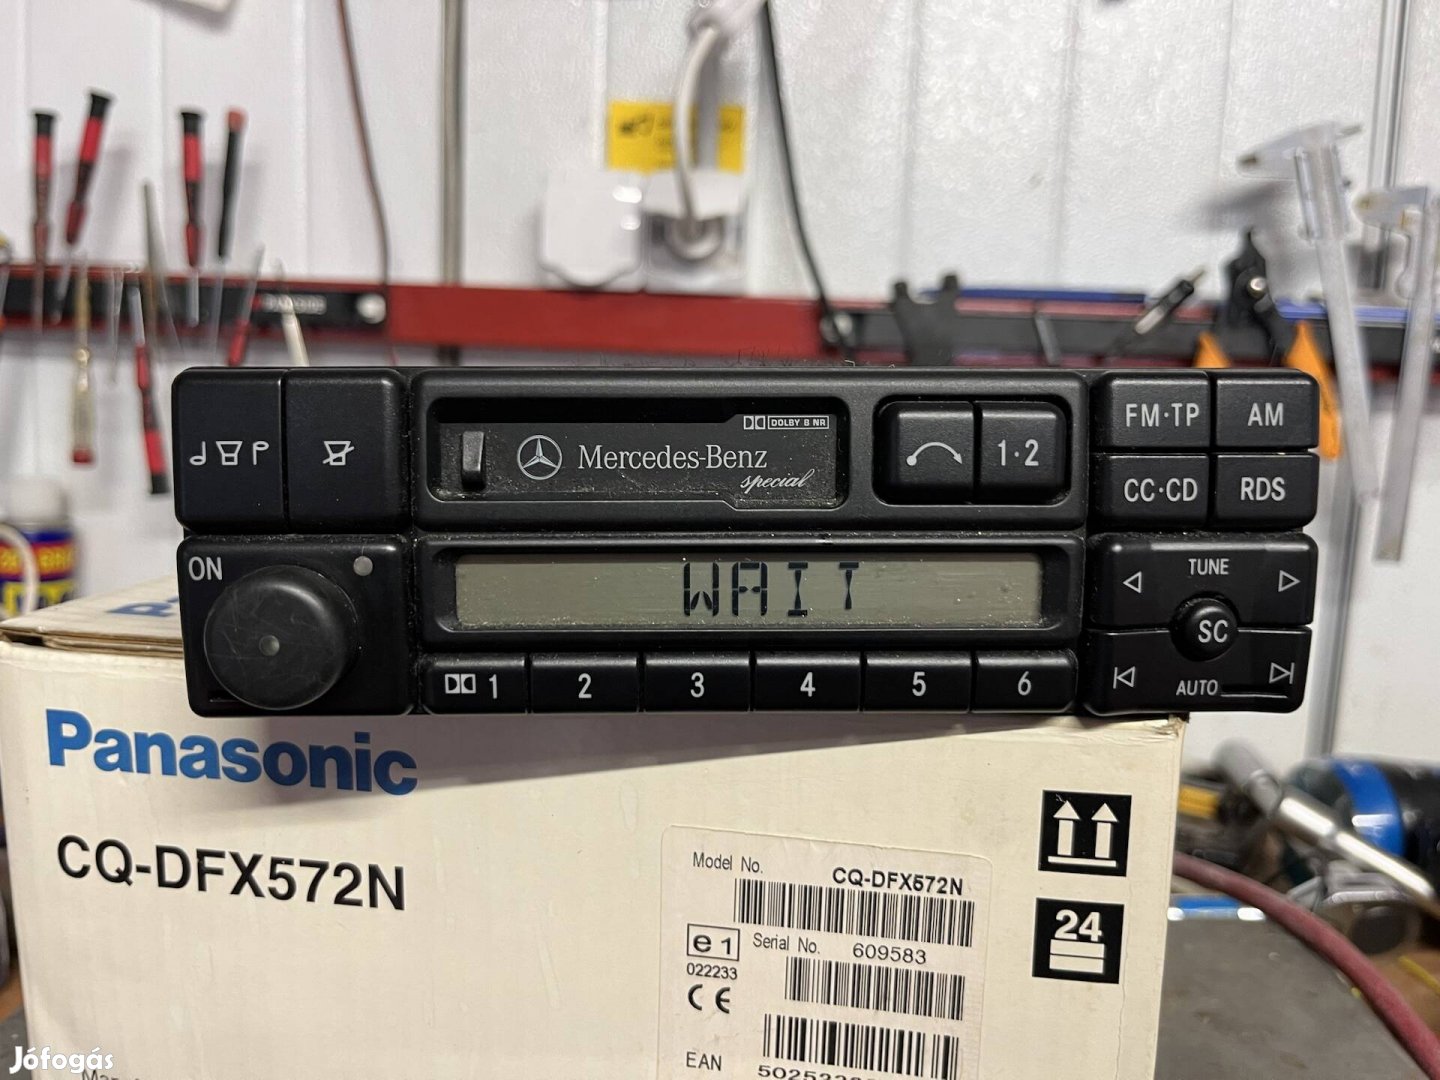 DOLBY B NR
Mercedes-Benz
special
1·2
FM·TP
AM
CC·CD
RDS
ON
WAIT
TUNE
SC
AUTO
1
2
3
4
5
6
Panasonic
CQ-DFX572N
Model No.
CQ-DFX572N
e1
Serial No.
609583
022233
CE
EAN
24
Jófogás